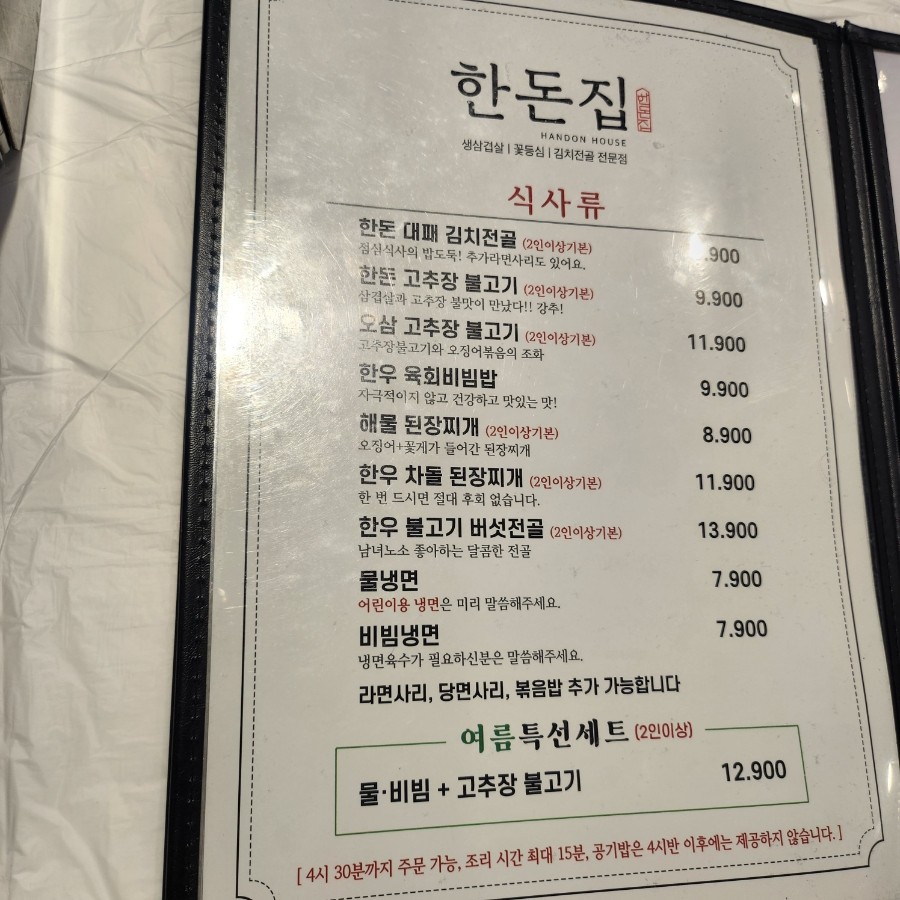 한돈집
한돈집
HANDON HOUSE
생삼겹살 | 꽃등심 | 김치전골 전문점
식사류
한돈 대패 김치전골 (2인이상기본) .900
점심식사의 밥도둑! 추가라면사리도 있어요.
한돈 고추장 불고기 (2인이상기본) 9.900
삼겹살과 고추장 불맛이 만났다!! 강추!
오삼 고추장 불고기 (2인이상기본) 11.900
고추장불고기와 오징어볶음의 조화
한우 육회비빔밥 9.900
자극적이지 않고 건강하고 맛있는 맛!
해물 된장찌개 (2인이상기본) 8.900
오징어+꽃게가 들어간 된장찌개
한우 차돌 된장찌개 (2인이상기본) 11.900
한 번 드시면 절대 후회 없습니다.
한우 불고기 버섯전골 (2인이상기본) 13.900
남녀노소 좋아하는 달콤한 전골
물냉면 7.900
어린이용 냉면은 미리 말씀해주세요.
비빔냉면 7.900
냉면육수가 필요하신분은 말씀해주세요.
라면사리, 당면사리, 볶음밥 추가 가능합니다
여름특선세트 (2인이상)
물·비빔 + 고추장 불고기 12.900
[ 4시 30분까지 주문 가능, 조리 시간 최대 15분, 공기밥은 4시반 이후에는 제공하지 않습니다. ]